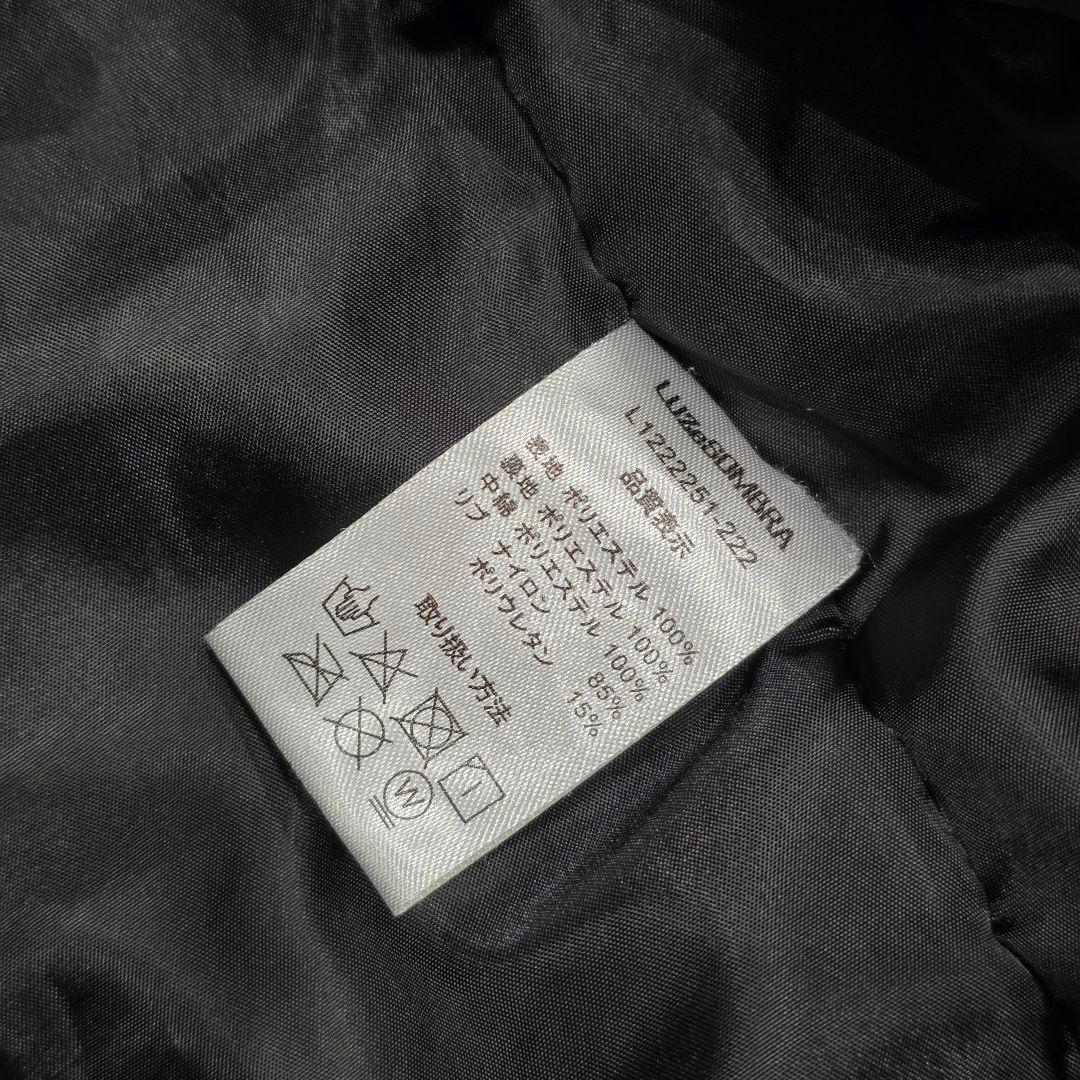 LUZeSOMBRA
L1222251-222
品質表示
表地 ポリエステル 100%
裏地 ポリエステル 100%
中綿 ポリエステル 100%
リブ ナイロン 85%
ポリウレタン 15%
取り扱い方法
W